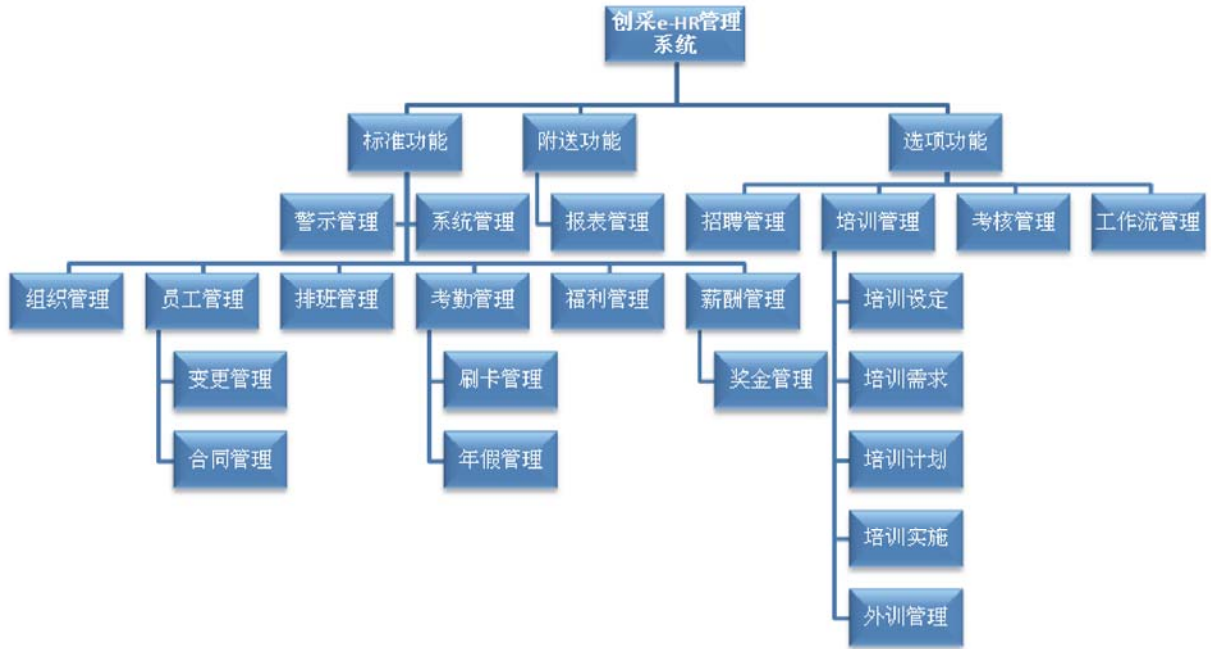 创采e-HR管理
系统
标准功能
附送功能
选项功能
警示管理
系统管理
报表管理
招聘管理
培训管理
考核管理
工作流管理
组织管理
员工管理
排班管理
考勤管理
福利管理
薪酬管理
培训设定
变更管理
刷卡管理
奖金管理
培训需求
合同管理
年假管理
培训计划
培训实施
外训管理